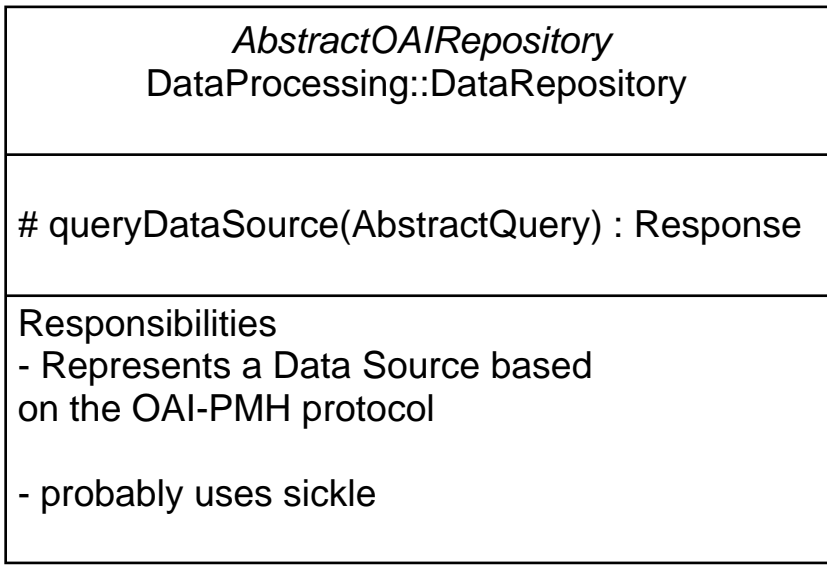 AbstractOAIRepository
DataProcessing::DataRepository
# queryDataSource(AbstractQuery) : Response
Responsibilities
- Represents a Data Source based
on the OAI-PMH protocol
- probably uses sickle